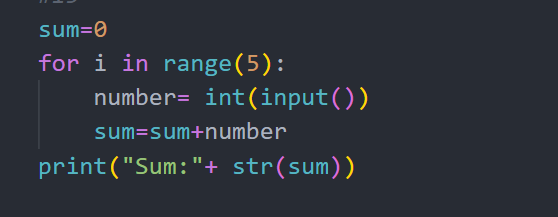 sum=0
for i in range(5):
    number= int(input())
    sum=sum+number
print("Sum:"+ str(sum))